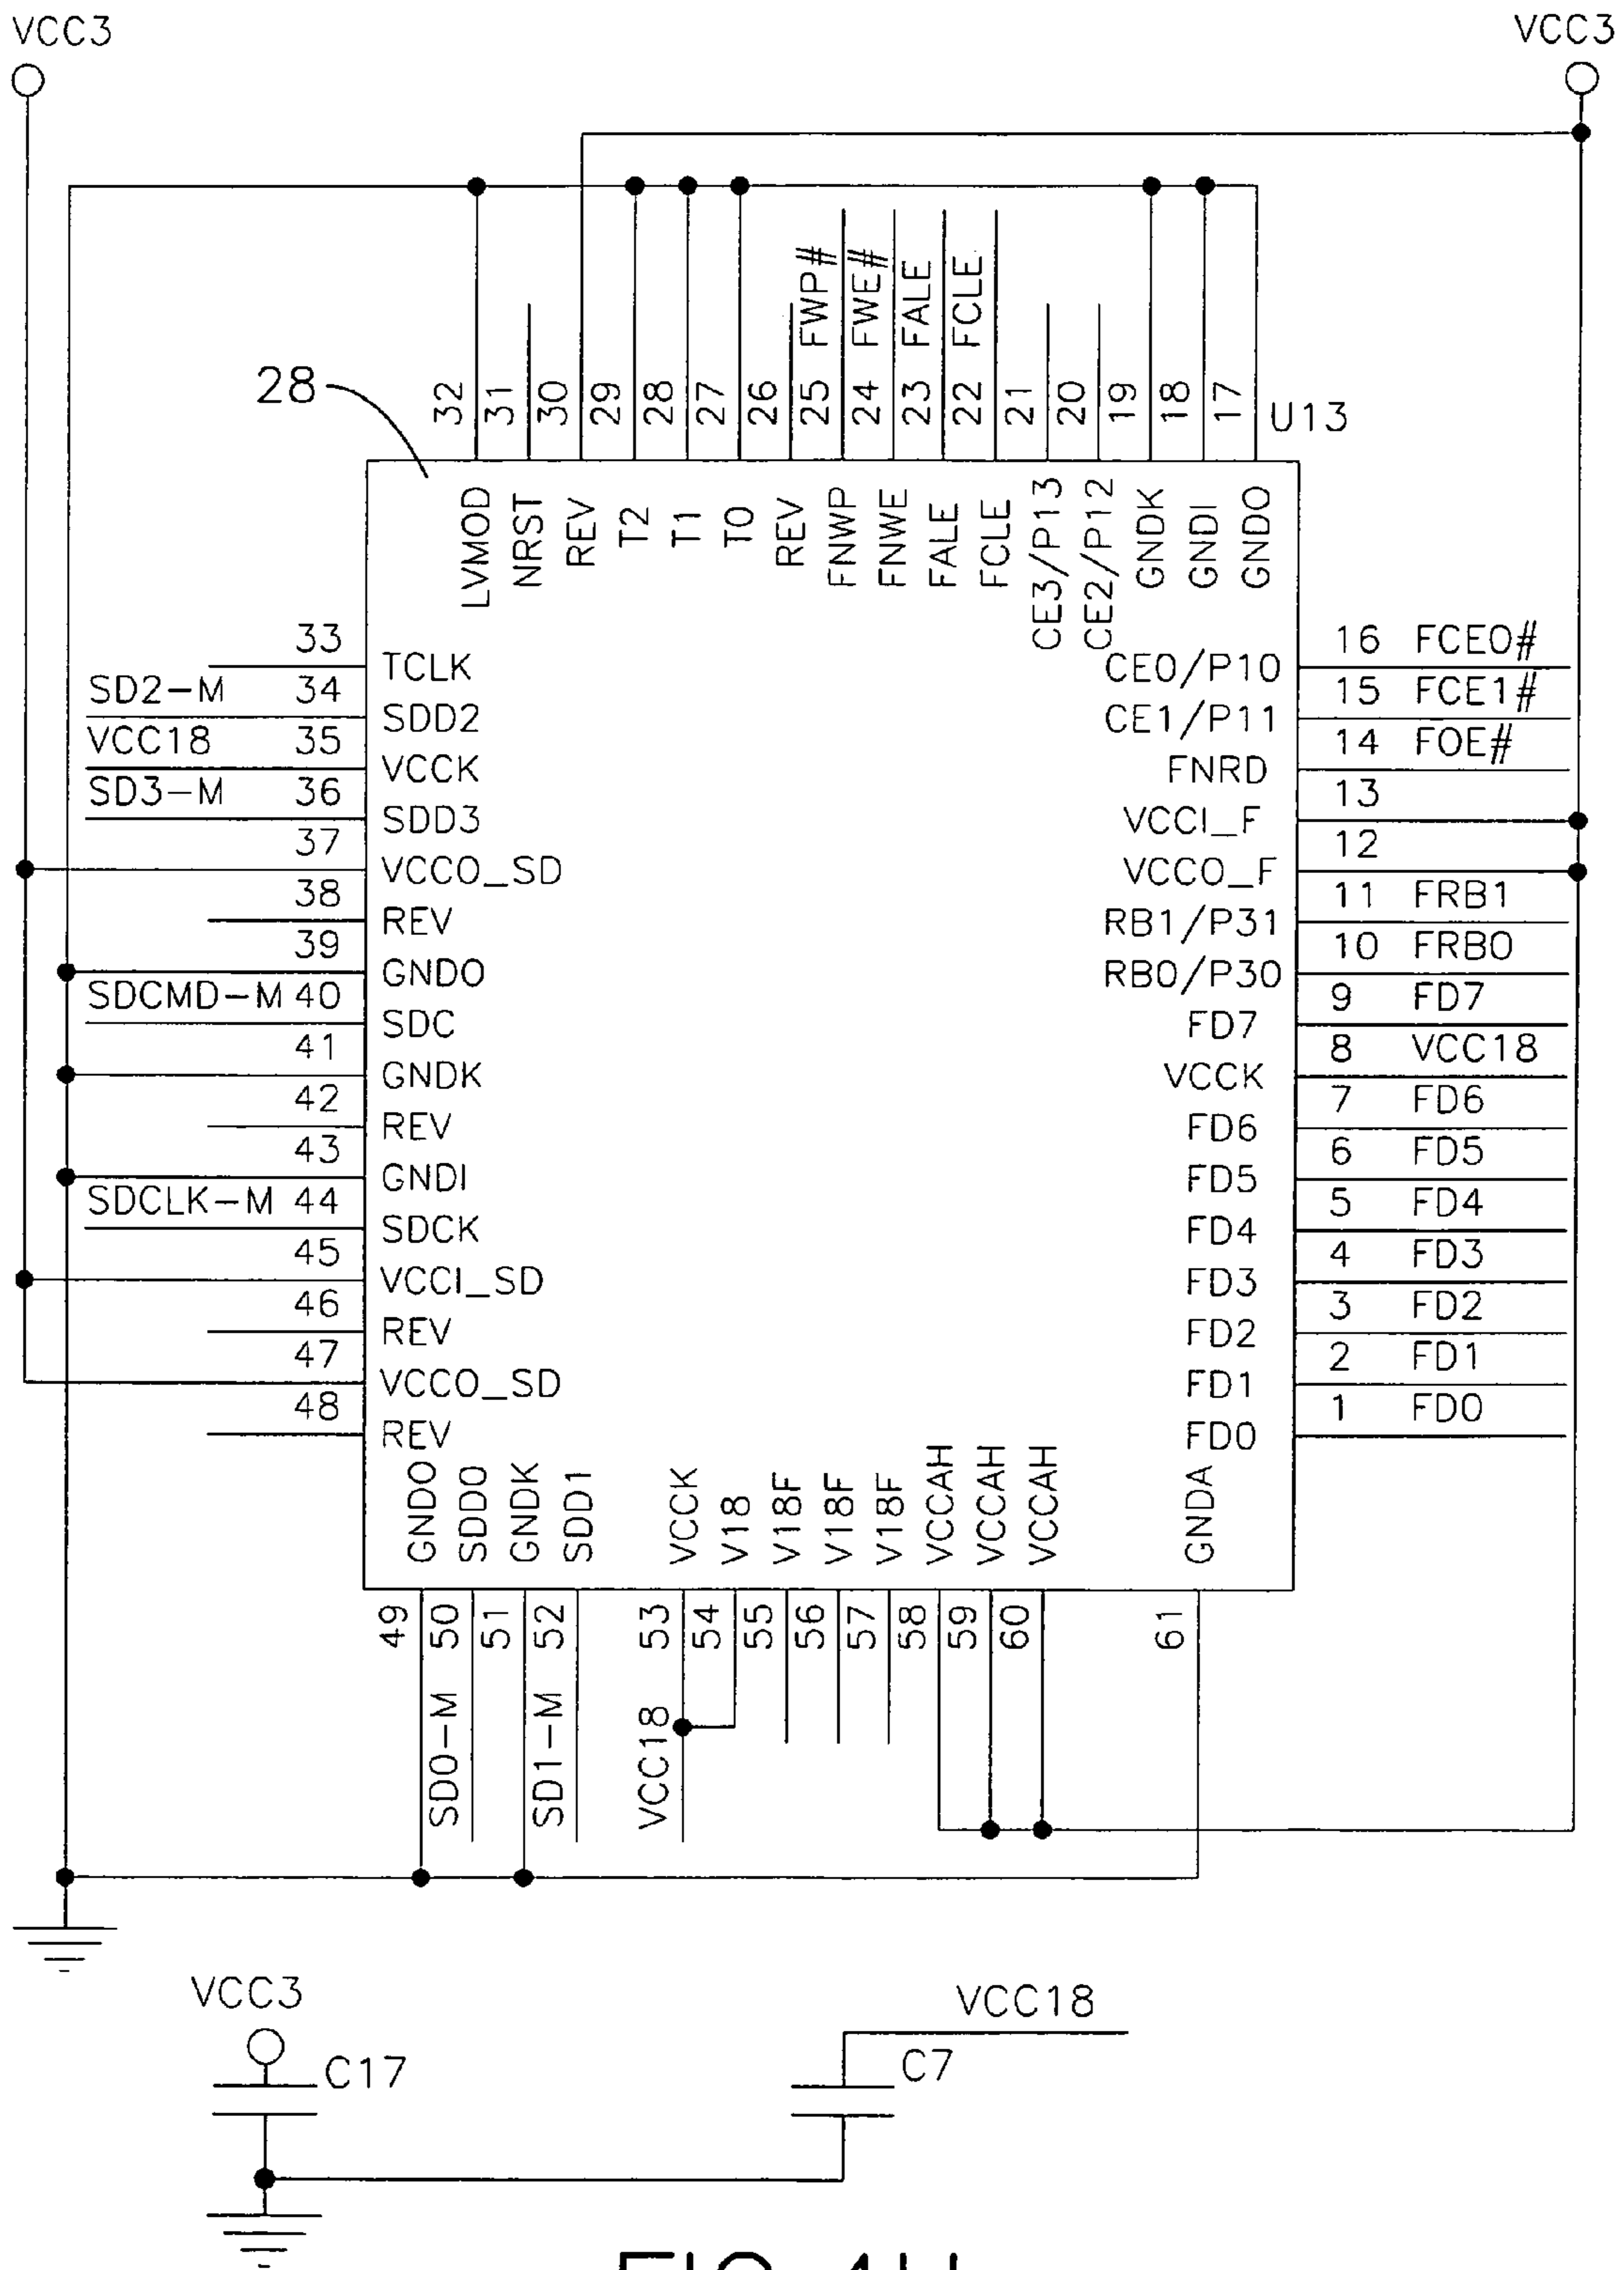 VCC3 VCC3
FWP# FWE# FALE FCLE
28
32 31 30 29 28 27 26 25 24 23 22 21 20 19 18 17 U13
LVMOD NRST REV T2 T1 T0 REV FNWP FNWE FALE FCLE CE3/P13 CE2/P12 GNDK GNDI GNDO
33 TCLK
SD2-M 34 SDD2
VCC18 35 VCCK
SD3-M 36 SDD3
37 VCCO_SD
38 REV
39 GNDO
SDCMD-M 40 SDC
41 GNDK
42 REV
43 GNDI
SDCLK-M 44 SDCK
45 VCCI_SD
46 REV
47 VCCO_SD
48 REV
CE0/P10 16 FCE0#
CE1/P11 15 FCE1#
FNRD 14 FOE#
VCCI_F 13
VCCO_F 12
RB1/P31 11 FRB1
RB0/P30 10 FRB0
FD7 9 FD7
VCCK 8 VCC18
FD6 7 FD6
FD5 6 FD5
FD4 5 FD4
FD3 4 FD3
FD2 3 FD2
FD1 2 FD1
FD0 1 FD0
GNDO SDD0 GNDK SDD1 VCCK V18 V18F V18F V18F VCCAH VCCAH VCCAH GNDA
49 50 51 52 53 54 55 56 57 58 59 60 61
SD0-M SD1-M VCC18
VCC3 VCC18
C17 C7